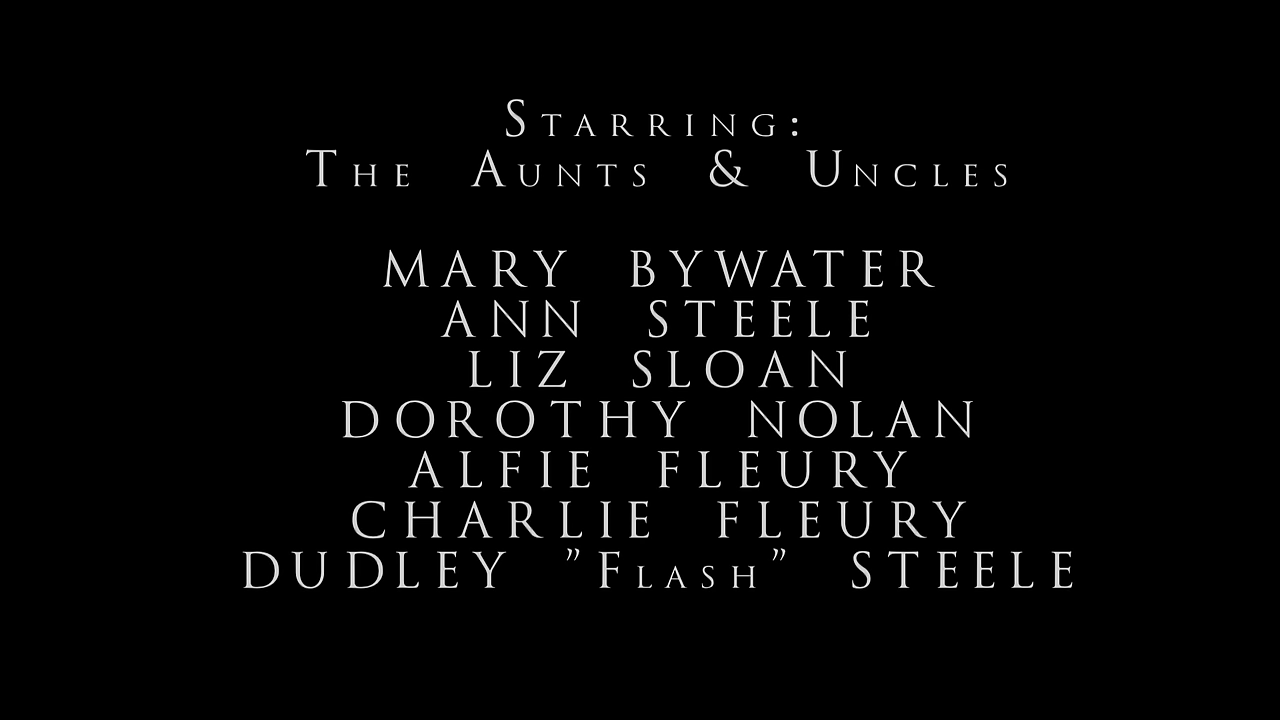 Starring:
The Aunts & Uncles
MARY BYWATER
ANN STEELE
LIZ SLOAN
DOROTHY NOLAN
ALFIE FLEURY
CHARLIE FLEURY
DUDLEY ”Flash” STEELE